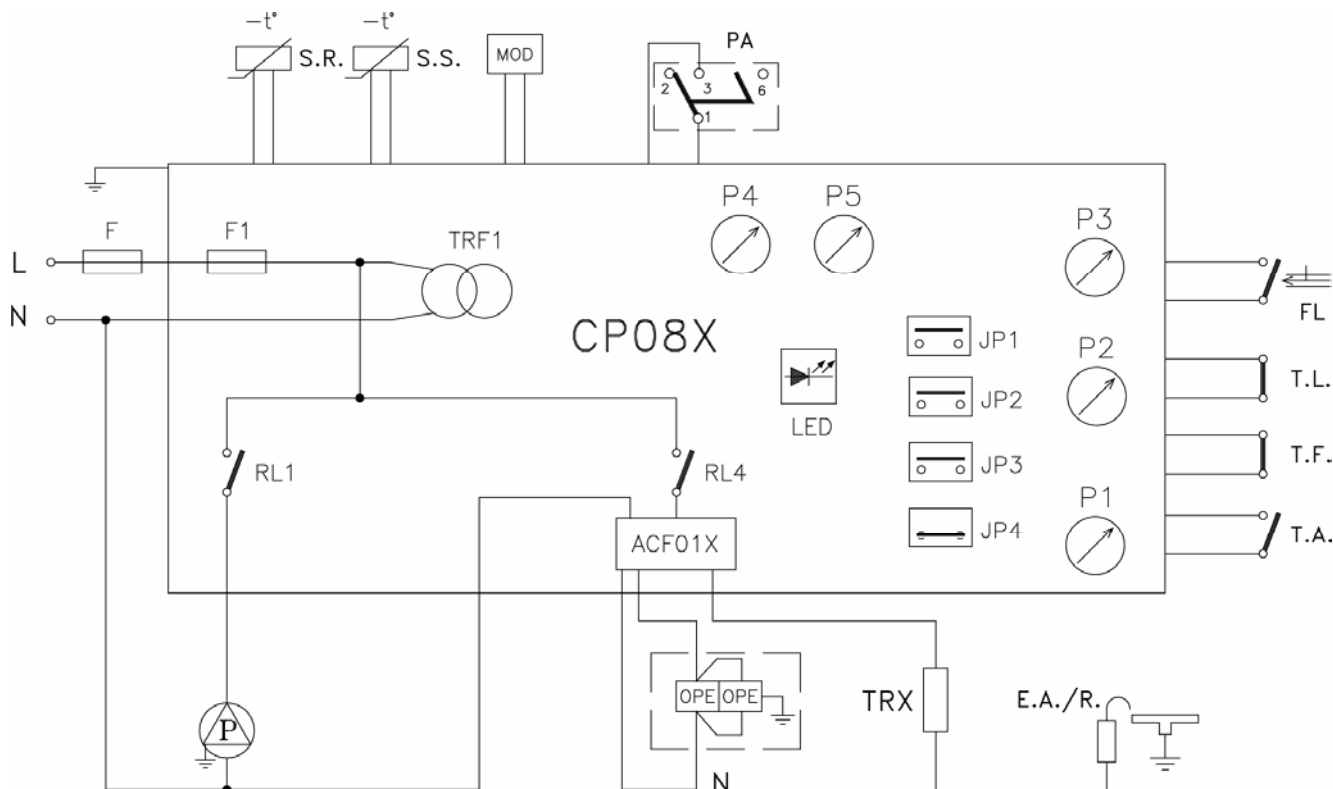 -t°
-t°
S.R.
S.S.
MOD
PA
2
3
6
1
P4
P5
P3
F
F1
TRF1
L
N
CP08X
FL
JP1
P2
JP2
T.L.
LED
JP3
T.F.
RL1
RL4
P1
ACF01X
JP4
T.A.
OPE
OPE
TRX
E.A./R.
P
N